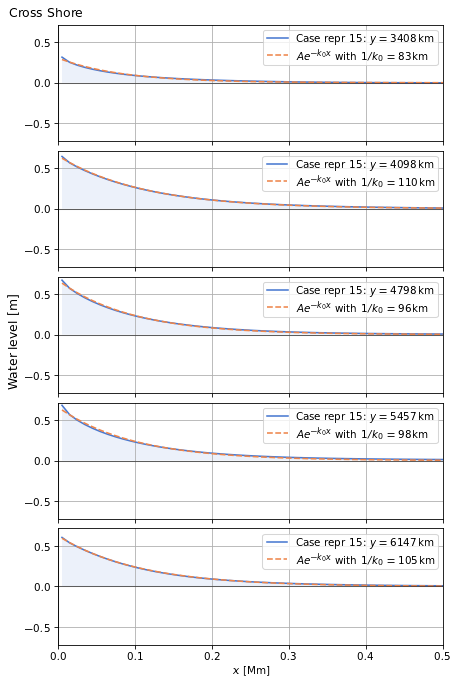 Cross Shore
0.5
0.0
−0.5
Case repr 15: y = 3408 km
Ae^{−k₀x} with 1/k₀ = 83 km
0.5
0.0
−0.5
Case repr 15: y = 4098 km
Ae^{−k₀x} with 1/k₀ = 110 km
Water level [m]
0.5
0.0
−0.5
Case repr 15: y = 4798 km
Ae^{−k₀x} with 1/k₀ = 96 km
0.5
0.0
−0.5
Case repr 15: y = 5457 km
Ae^{−k₀x} with 1/k₀ = 98 km
0.5
0.0
−0.5
Case repr 15: y = 6147 km
Ae^{−k₀x} with 1/k₀ = 105 km
0.0 0.1 0.2 0.3 0.4 0.5
x [Mm]